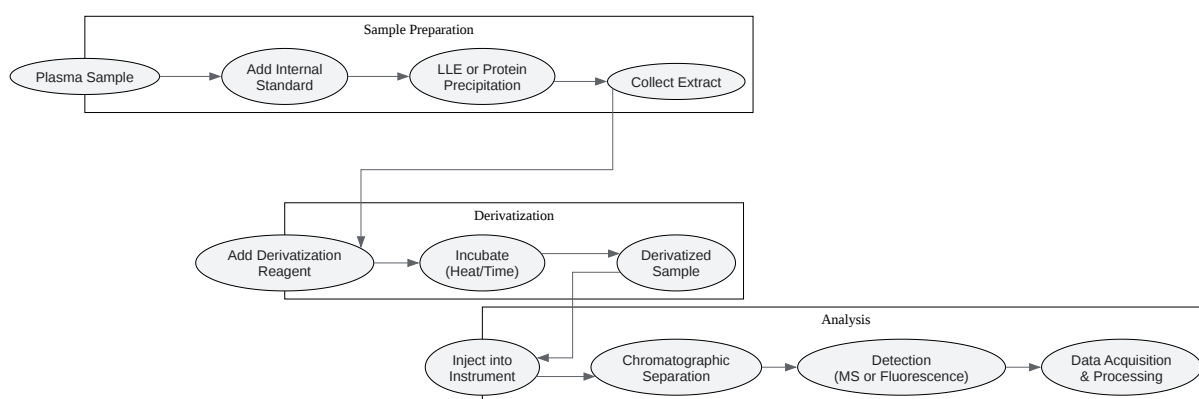 Sample Preparation
Plasma Sample
Add Internal
Standard
LLE or Protein
Precipitation
Collect Extract
Derivatization
Add Derivatization
Reagent
Incubate
(Heat/Time)
Derivatized
Sample
Analysis
Inject into
Instrument
Chromatographic
Separation
Detection
(MS or Fluorescence)
Data Acquisition
& Processing